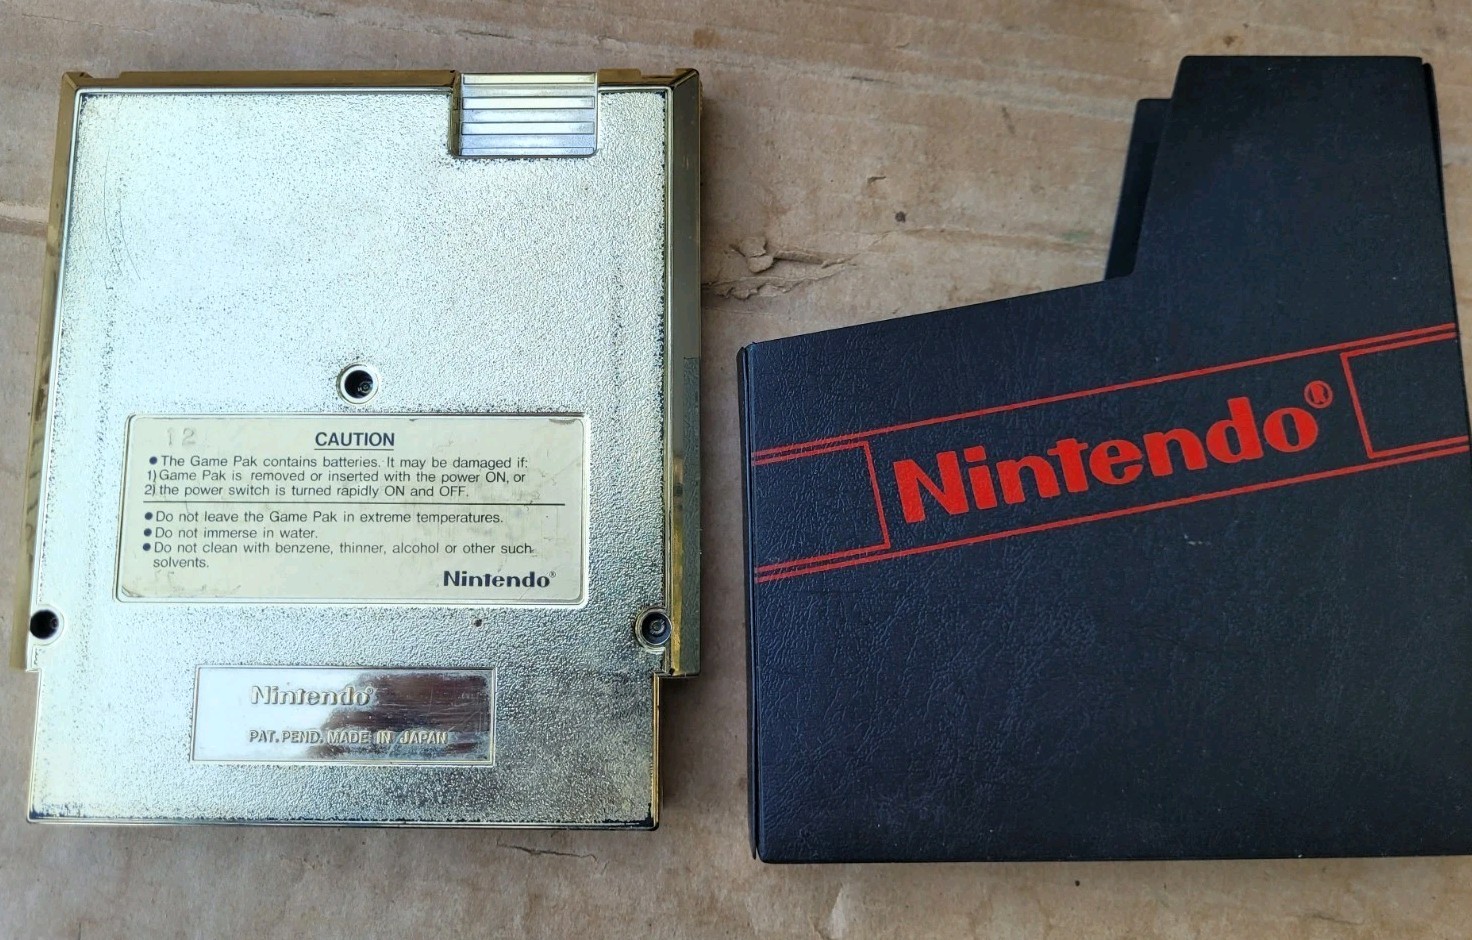 12
CAUTION
• The Game Pak contains batteries. It may be damaged if:
1) Game Pak is removed or inserted with the power ON, or
2) the power switch is turned rapidly ON and OFF.
• Do not leave the Game Pak in extreme temperatures.
• Do not immerse in water.
• Do not clean with benzene, thinner, alcohol or other such
solvents.
Nintendo®
Nintendo®
PAT. PEND. MADE IN JAPAN
Nintendo®